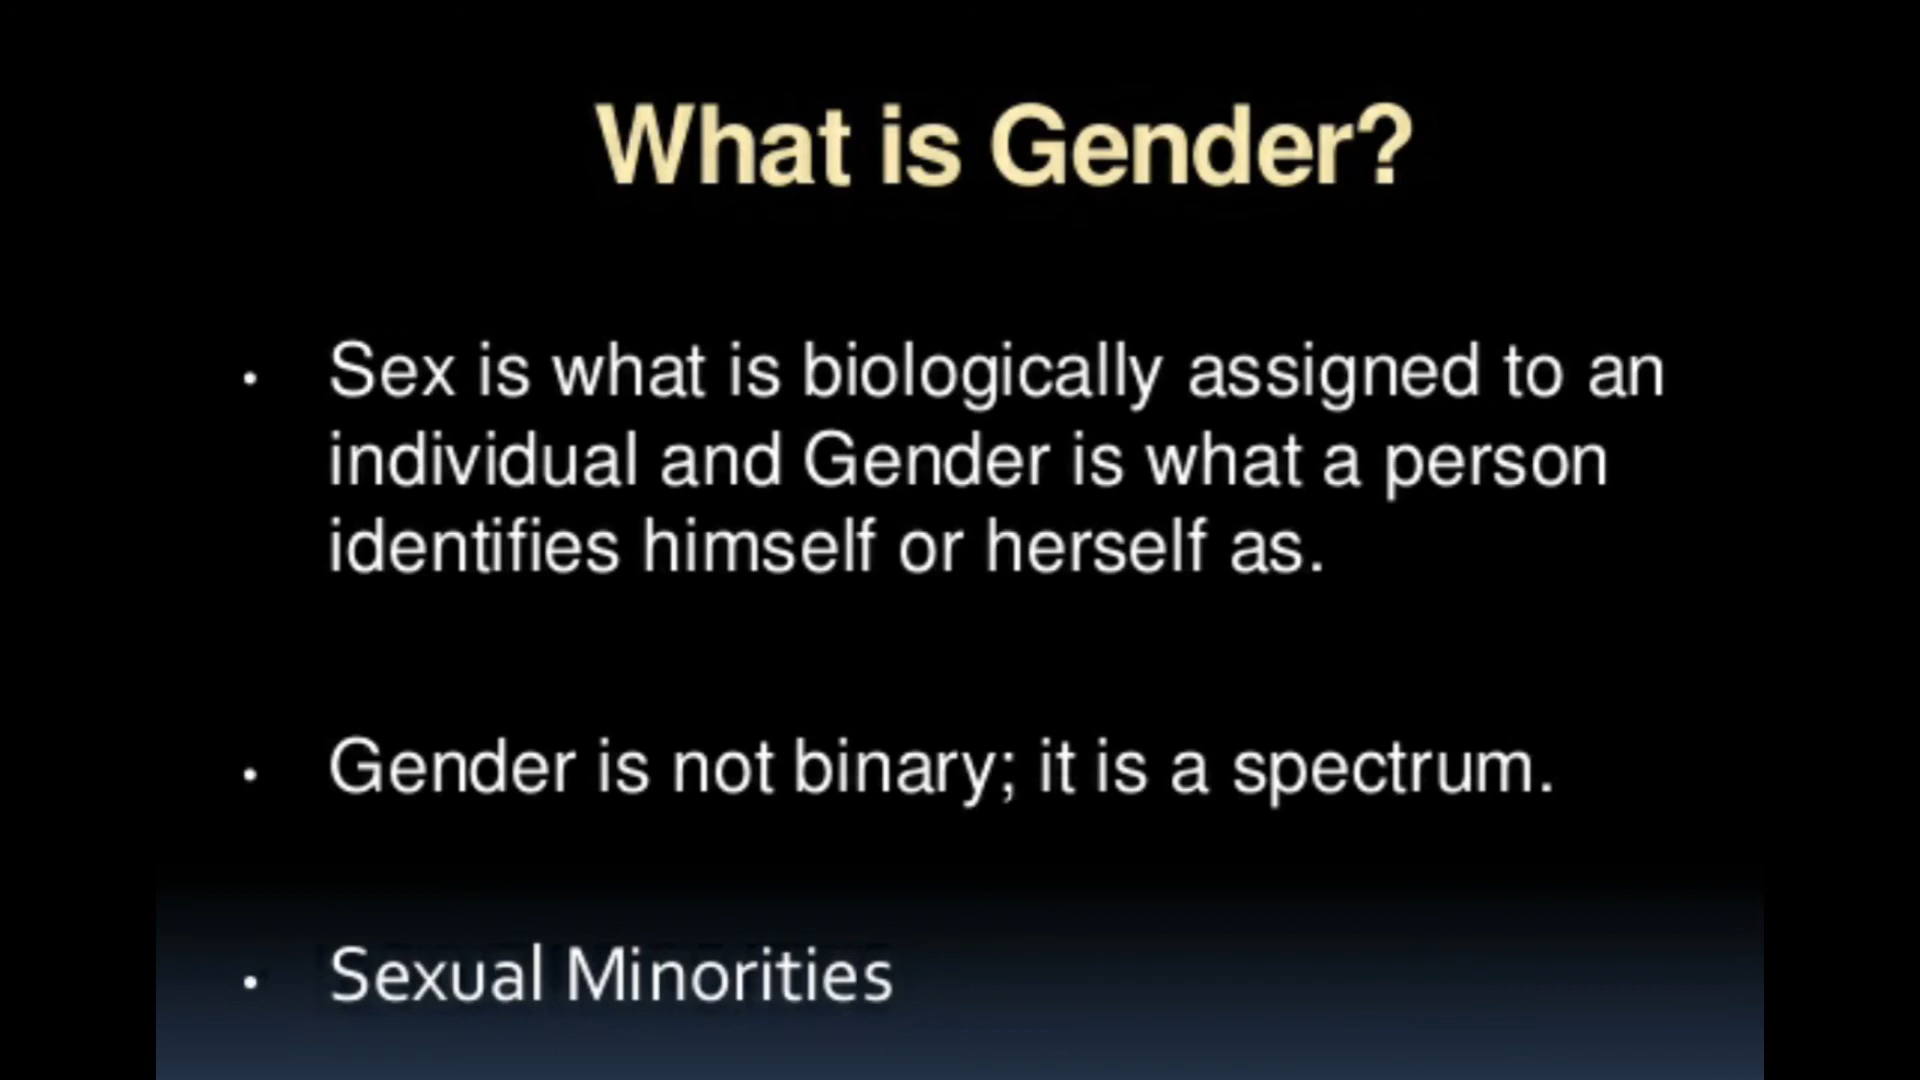 What is Gender?
• Sex is what is biologically assigned to an
individual and Gender is what a person
identifies himself or herself as.
• Gender is not binary; it is a spectrum.
• Sexual Minorities